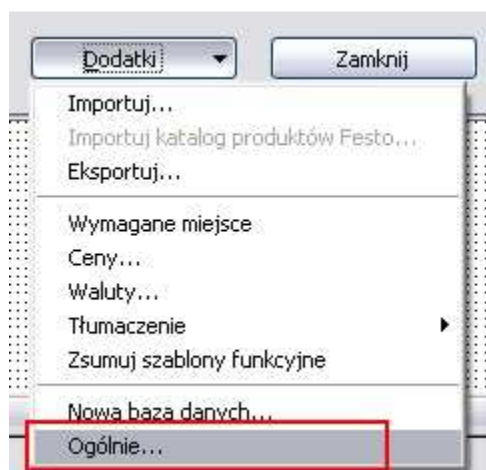 Dodatki
Zamknij
Importuj...
Importuj katalog produktów Festo...
Eksportuj...
Wymagane miejsce
Ceny...
Waluty...
Tłumaczenie
Zsumuj szablony funkcyjne
Nowa baza danych...
Ogólnie...